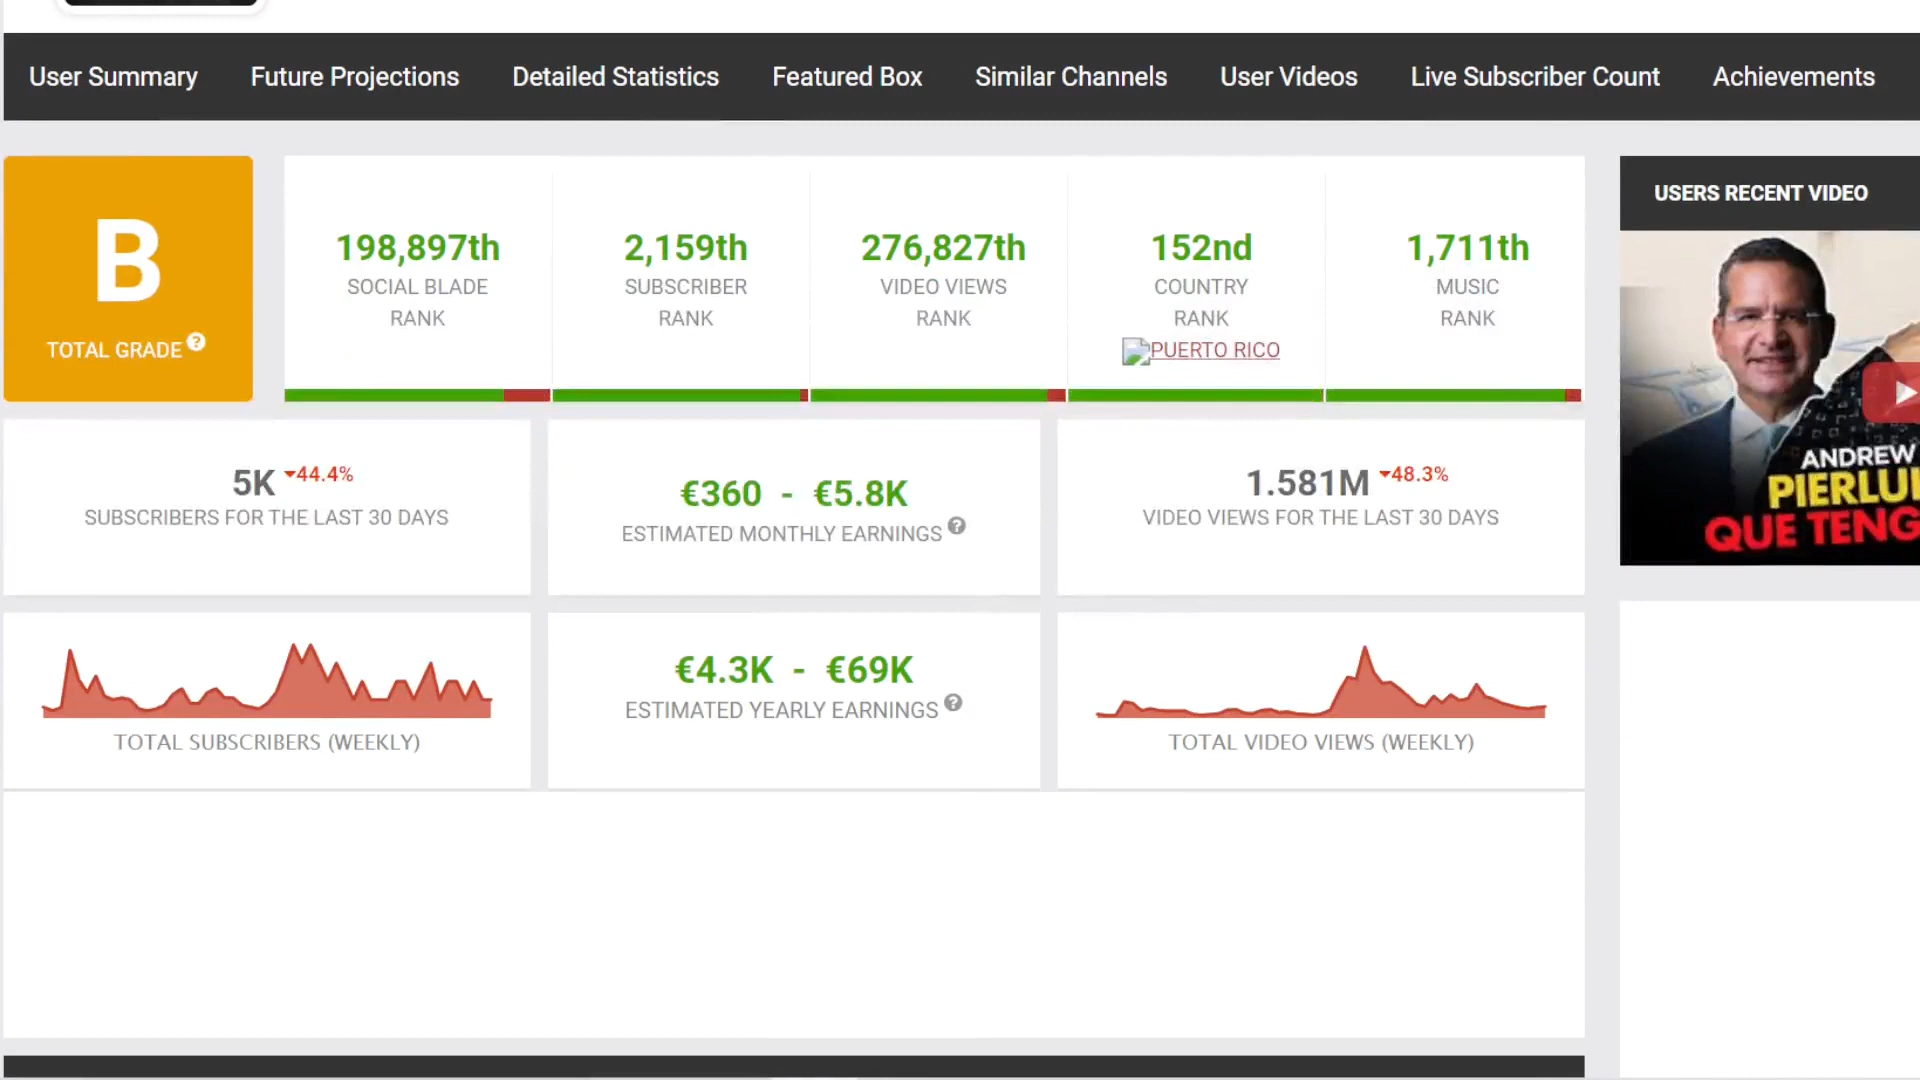 User Summary
Future Projections
Detailed Statistics
Featured Box
Similar Channels
User Videos
Live Subscriber Count
Achievements
B
TOTAL GRADE ?
198,897th
SOCIAL BLADE
RANK
2,159th
SUBSCRIBER
RANK
276,827th
VIDEO VIEWS
RANK
152nd
COUNTRY
RANK
PUERTO RICO
1,711th
MUSIC
RANK
USERS RECENT VIDEO
ANDREW
PIERLUI
QUE TENG
5K 44.4%
SUBSCRIBERS FOR THE LAST 30 DAYS
€360 - €5.8K
ESTIMATED MONTHLY EARNINGS ?
1.581M 48.3%
VIDEO VIEWS FOR THE LAST 30 DAYS
TOTAL SUBSCRIBERS (WEEKLY)
€4.3K - €69K
ESTIMATED YEARLY EARNINGS ?
TOTAL VIDEO VIEWS (WEEKLY)